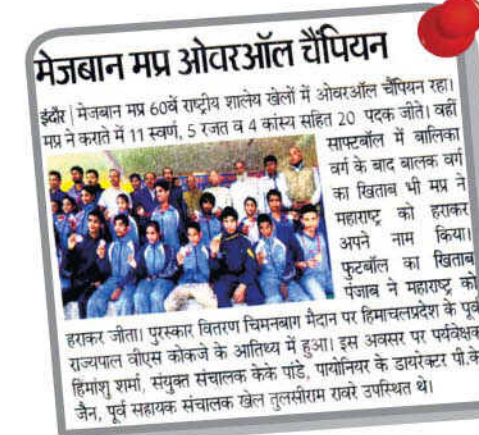 मेजबान मप्र ओवरऑल चैंपियन
इंदौर | मेजबान मप्र 60वें राष्ट्रीय शालेय खेलों में ओवरऑल चैंपियन रहा।
मप्र ने कराते में 11 स्वर्ण, 5 रजत व 4 कांस्य सहित 20 पदक जीते। वहीं
साफ्टबॉल में बालिका
वर्ग के बाद बालक वर्ग
का खिताब भी मप्र ने
महाराष्ट्र को हराकर
अपने नाम किया।
फुटबॉल का खिताब
पंजाब ने महाराष्ट्र को
हराकर जीता। पुरस्कार वितरण चिमनबाग मैदान पर हिमाचलप्रदेश के पूर्व
राज्यपाल वीएस कोकजे के आतिथ्य में हुआ। इस अवसर पर पर्यवेक्षक
हिमांशु शर्मा, संयुक्त संचालक केके पांडे, पायोनियर के डायरेक्टर पी.के
जैन, पूर्व सहायक संचालक खेल तुलसीराम रावरे उपस्थित थे।